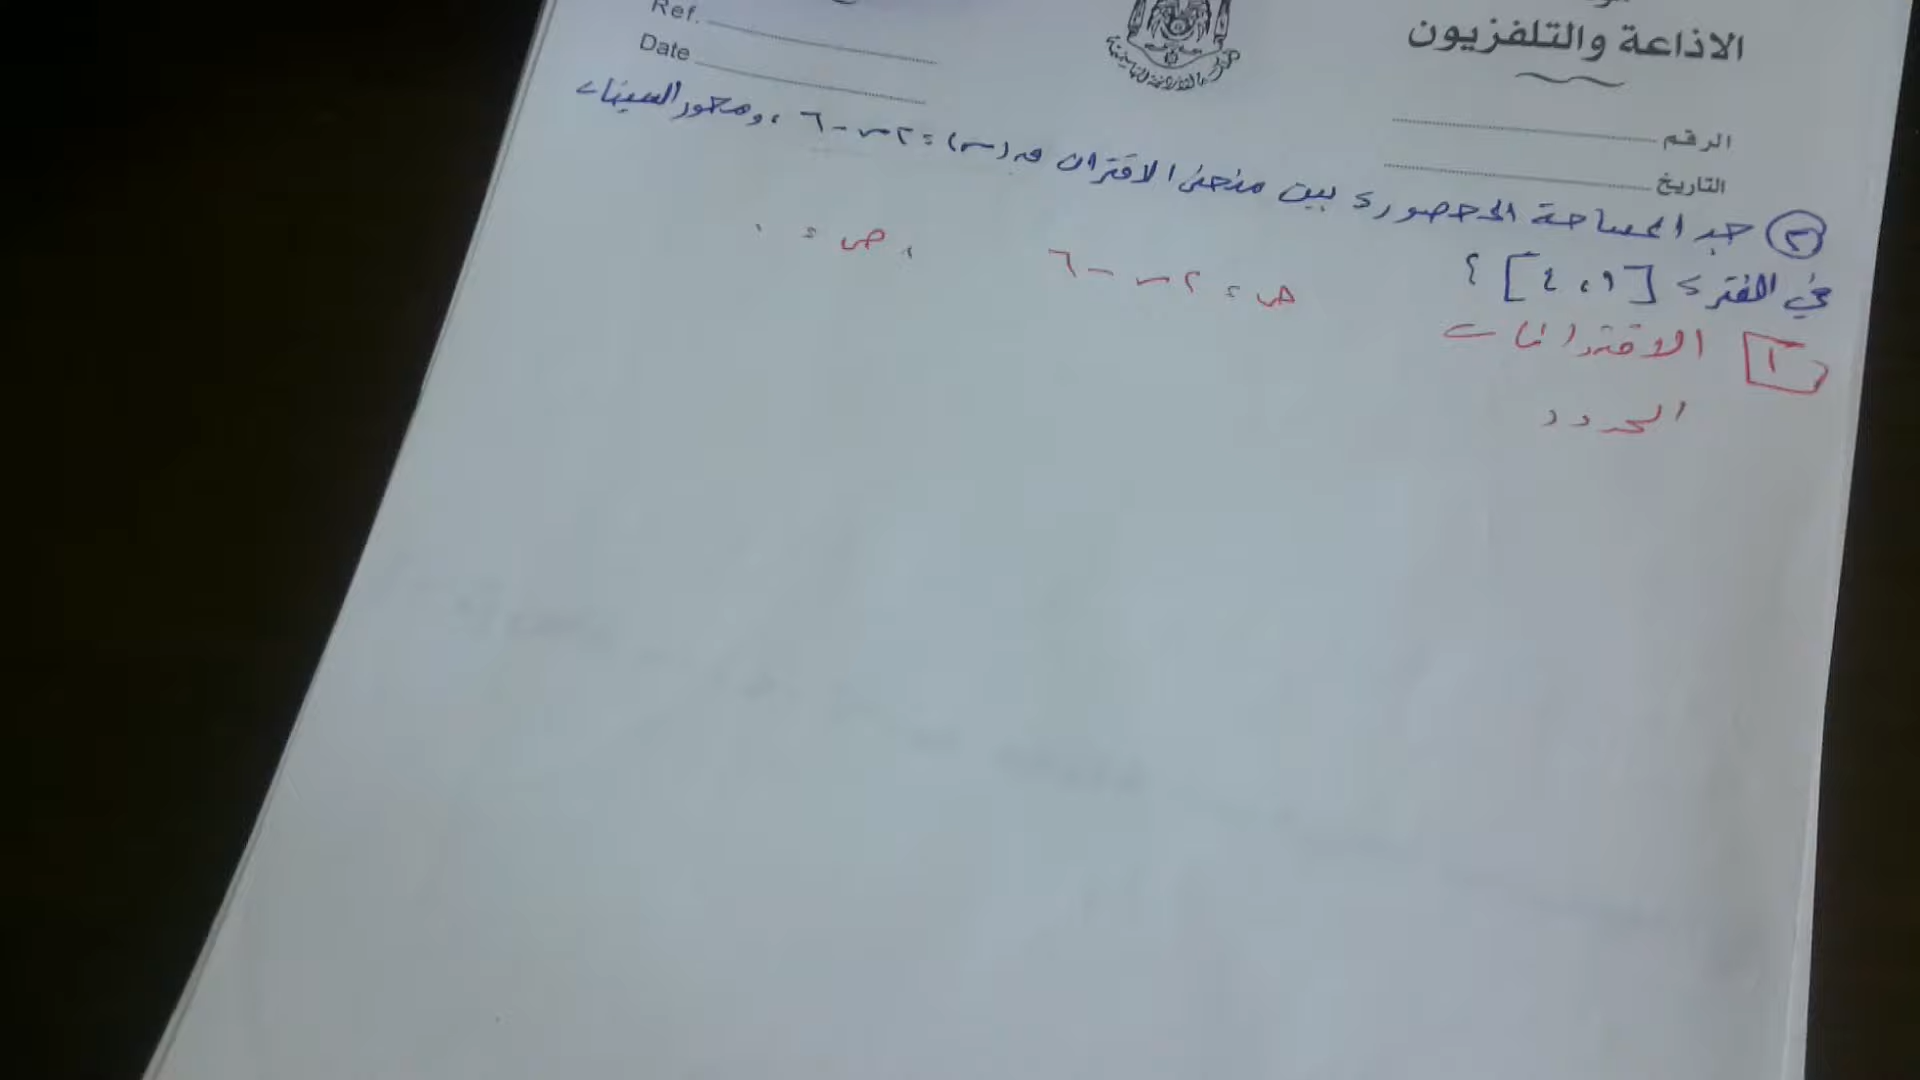 Ref.
Date
الاذاعة والتلفزيون
الرقم
التاريخ
٢ جد المساحة المحصورة بين منحنى الاقتران ق(س) = ٢س - ٦ ، ومحور السينات
في الفترة [١ ، ٤] ؟
١ الاقترانات ص = ٢س - ٦ ، ص = ٠
الحدود